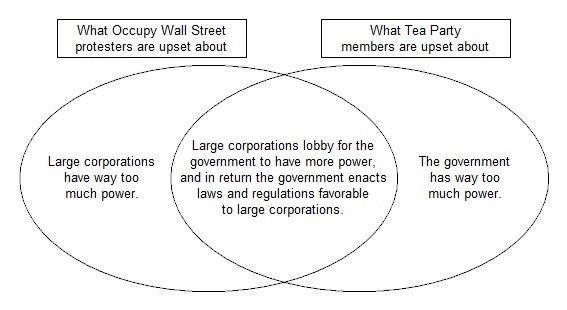 What Occupy Wall Street
protesters are upset about
What Tea Party
members are upset about
Large corporations
have way too
much power.
Large corporations lobby for the
government to have more power,
and in return the government enacts
laws and regulations favorable
to large corporations.
The government
has way too
much power.